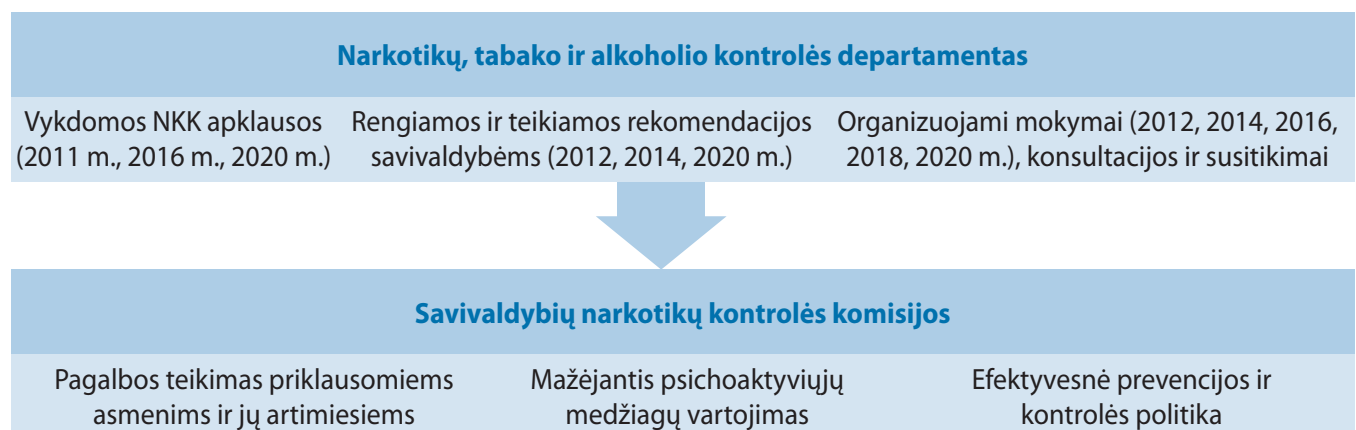 Narkotikų, tabako ir alkoholio kontrolės departamentas
Vykdomos NKK apklausos
(2011 m., 2016 m., 2020 m.)
Rengiamos ir teikiamos rekomendacijos
savivaldybėms (2012, 2014, 2020 m.)
Organizuojami mokymai (2012, 2014, 2016,
2018, 2020 m.), konsultacijos ir susitikimai
Savivaldybių narkotikų kontrolės komisijos
Pagalbos teikimas priklausomiems
asmenims ir jų artimiesiems
Mažėjantis psichoaktyviųjų
medžiagų vartojimas
Efektyvesnė prevencijos ir
kontrolės politika